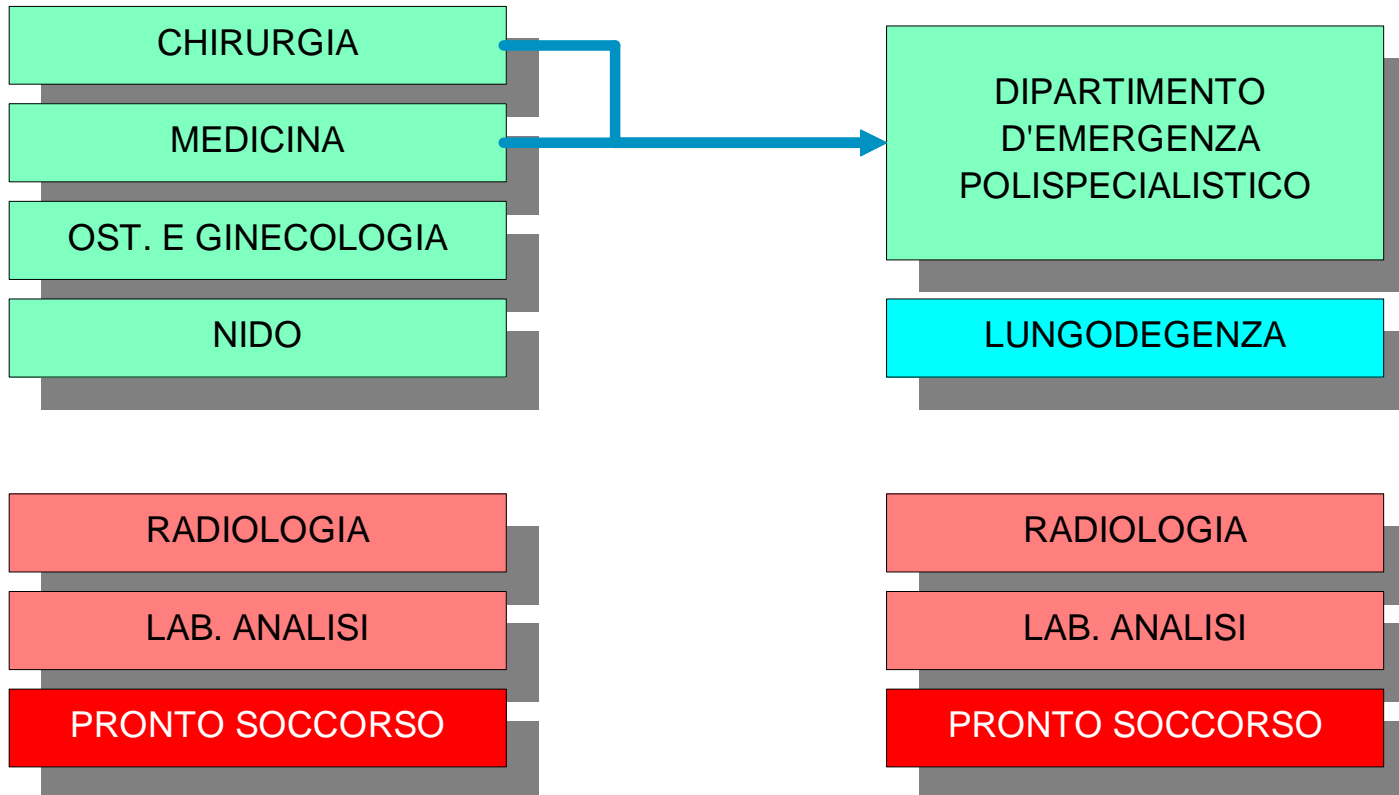 CHIRURGIA
MEDICINA
OST. E GINECOLOGIA
NIDO
DIPARTIMENTO
D'EMERGENZA
POLISPECIALISTICO
LUNGODEGENZA
RADIOLOGIA
LAB. ANALISI
PRONTO SOCCORSO
RADIOLOGIA
LAB. ANALISI
PRONTO SOCCORSO